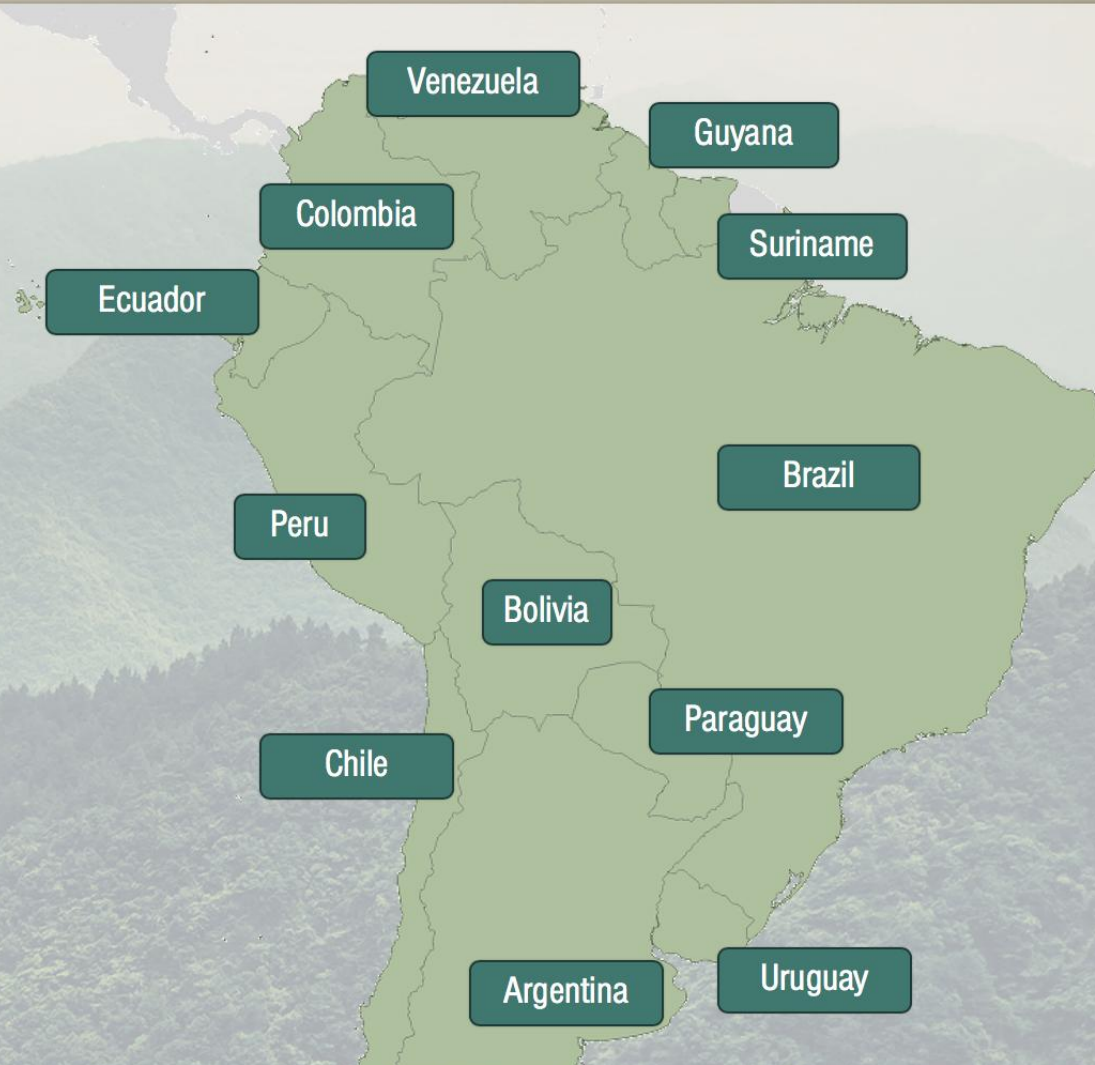 Venezuela
Guyana
Colombia
Suriname
Ecuador
Brazil
Peru
Bolivia
Paraguay
Chile
Uruguay
Argentina